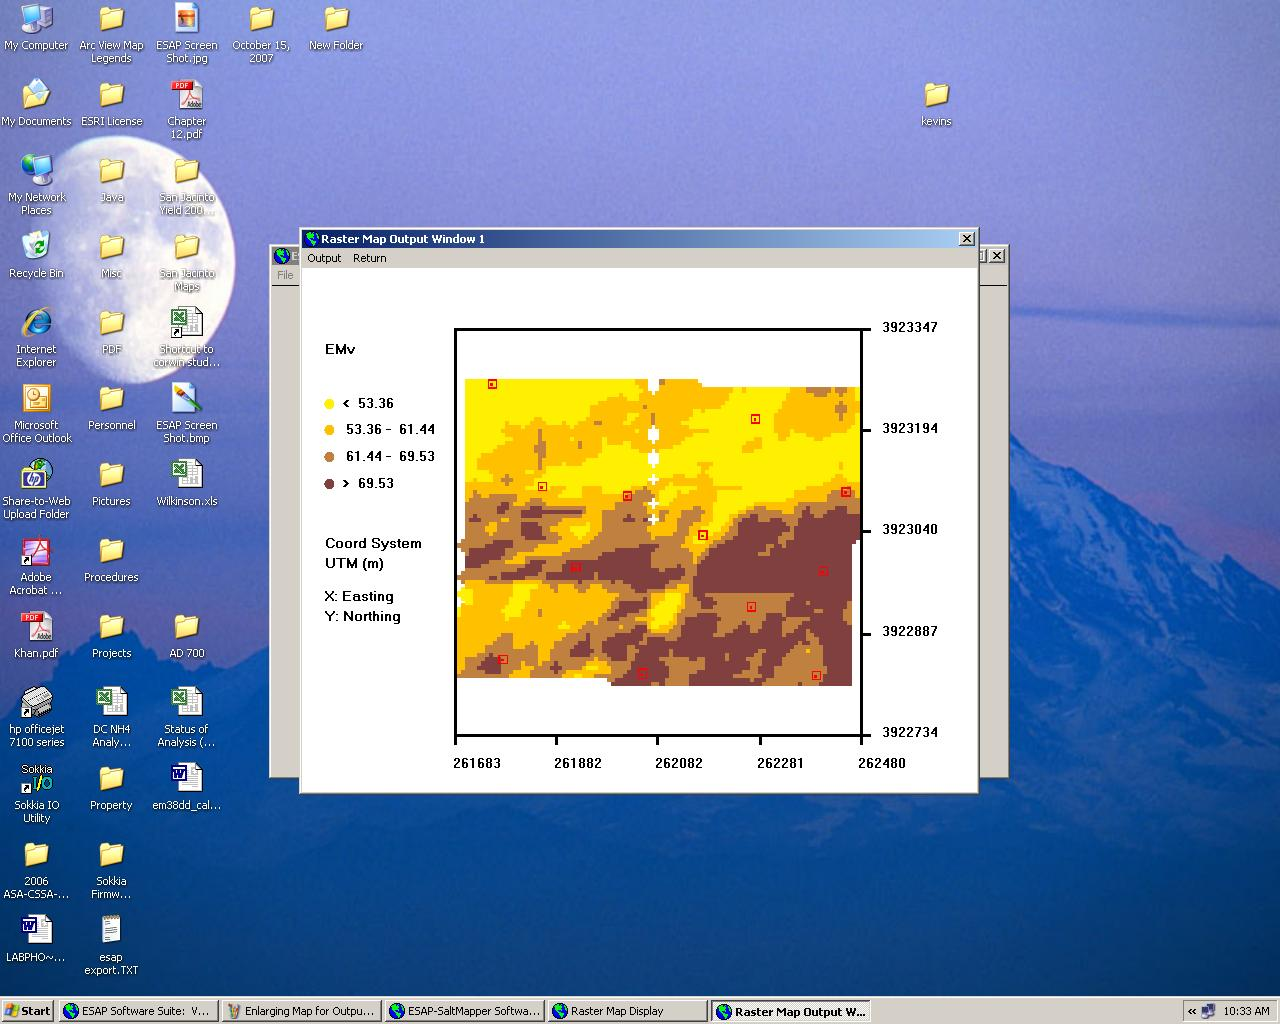 My Computer
Arc View Map
Legends
ESAP Screen
Shot.jpg
October 15,
2007
New Folder
My Documents
ESRI License
Chapter
12.pdf
kevins
My Network
Places
Java
San Jacinto
Yield 200...
Recycle Bin
Misc
San Jacinto
Maps
Internet
Explorer
PDF
Shortcut to
corwin stud...
Microsoft
Office Outlook
Personnel
ESAP Screen
Shot.bmp
Share-to-Web
Upload Folder
Pictures
Wilkinson.xls
Adobe
Acrobat ...
Procedures
Khan.pdf
Projects
AD 700
hp officejet
7100 series
DC NH4
Analy...
Status of
Analysis (...
Sokkia
I/O
Sokkia IO
Utility
Property
em38dd_cal...
2006
ASA-CSSA-...
Sokkia
Firmw...
LABPHO~...
esap
export.TXT
File
Raster Map Output Window 1
Output Return
EMv
< 53.36
53.36 - 61.44
61.44 - 69.53
> 69.53
Coord System
UTM (m)
X: Easting
Y: Northing
3923347
3923194
3923040
3922887
3922734
261683 261882 262082 262281 262480
Start
ESAP Software Suite: V...
Enlarging Map for Outpu...
ESAP-SaltMapper Softwa...
Raster Map Display
Raster Map Output W...
« 10:33 AM